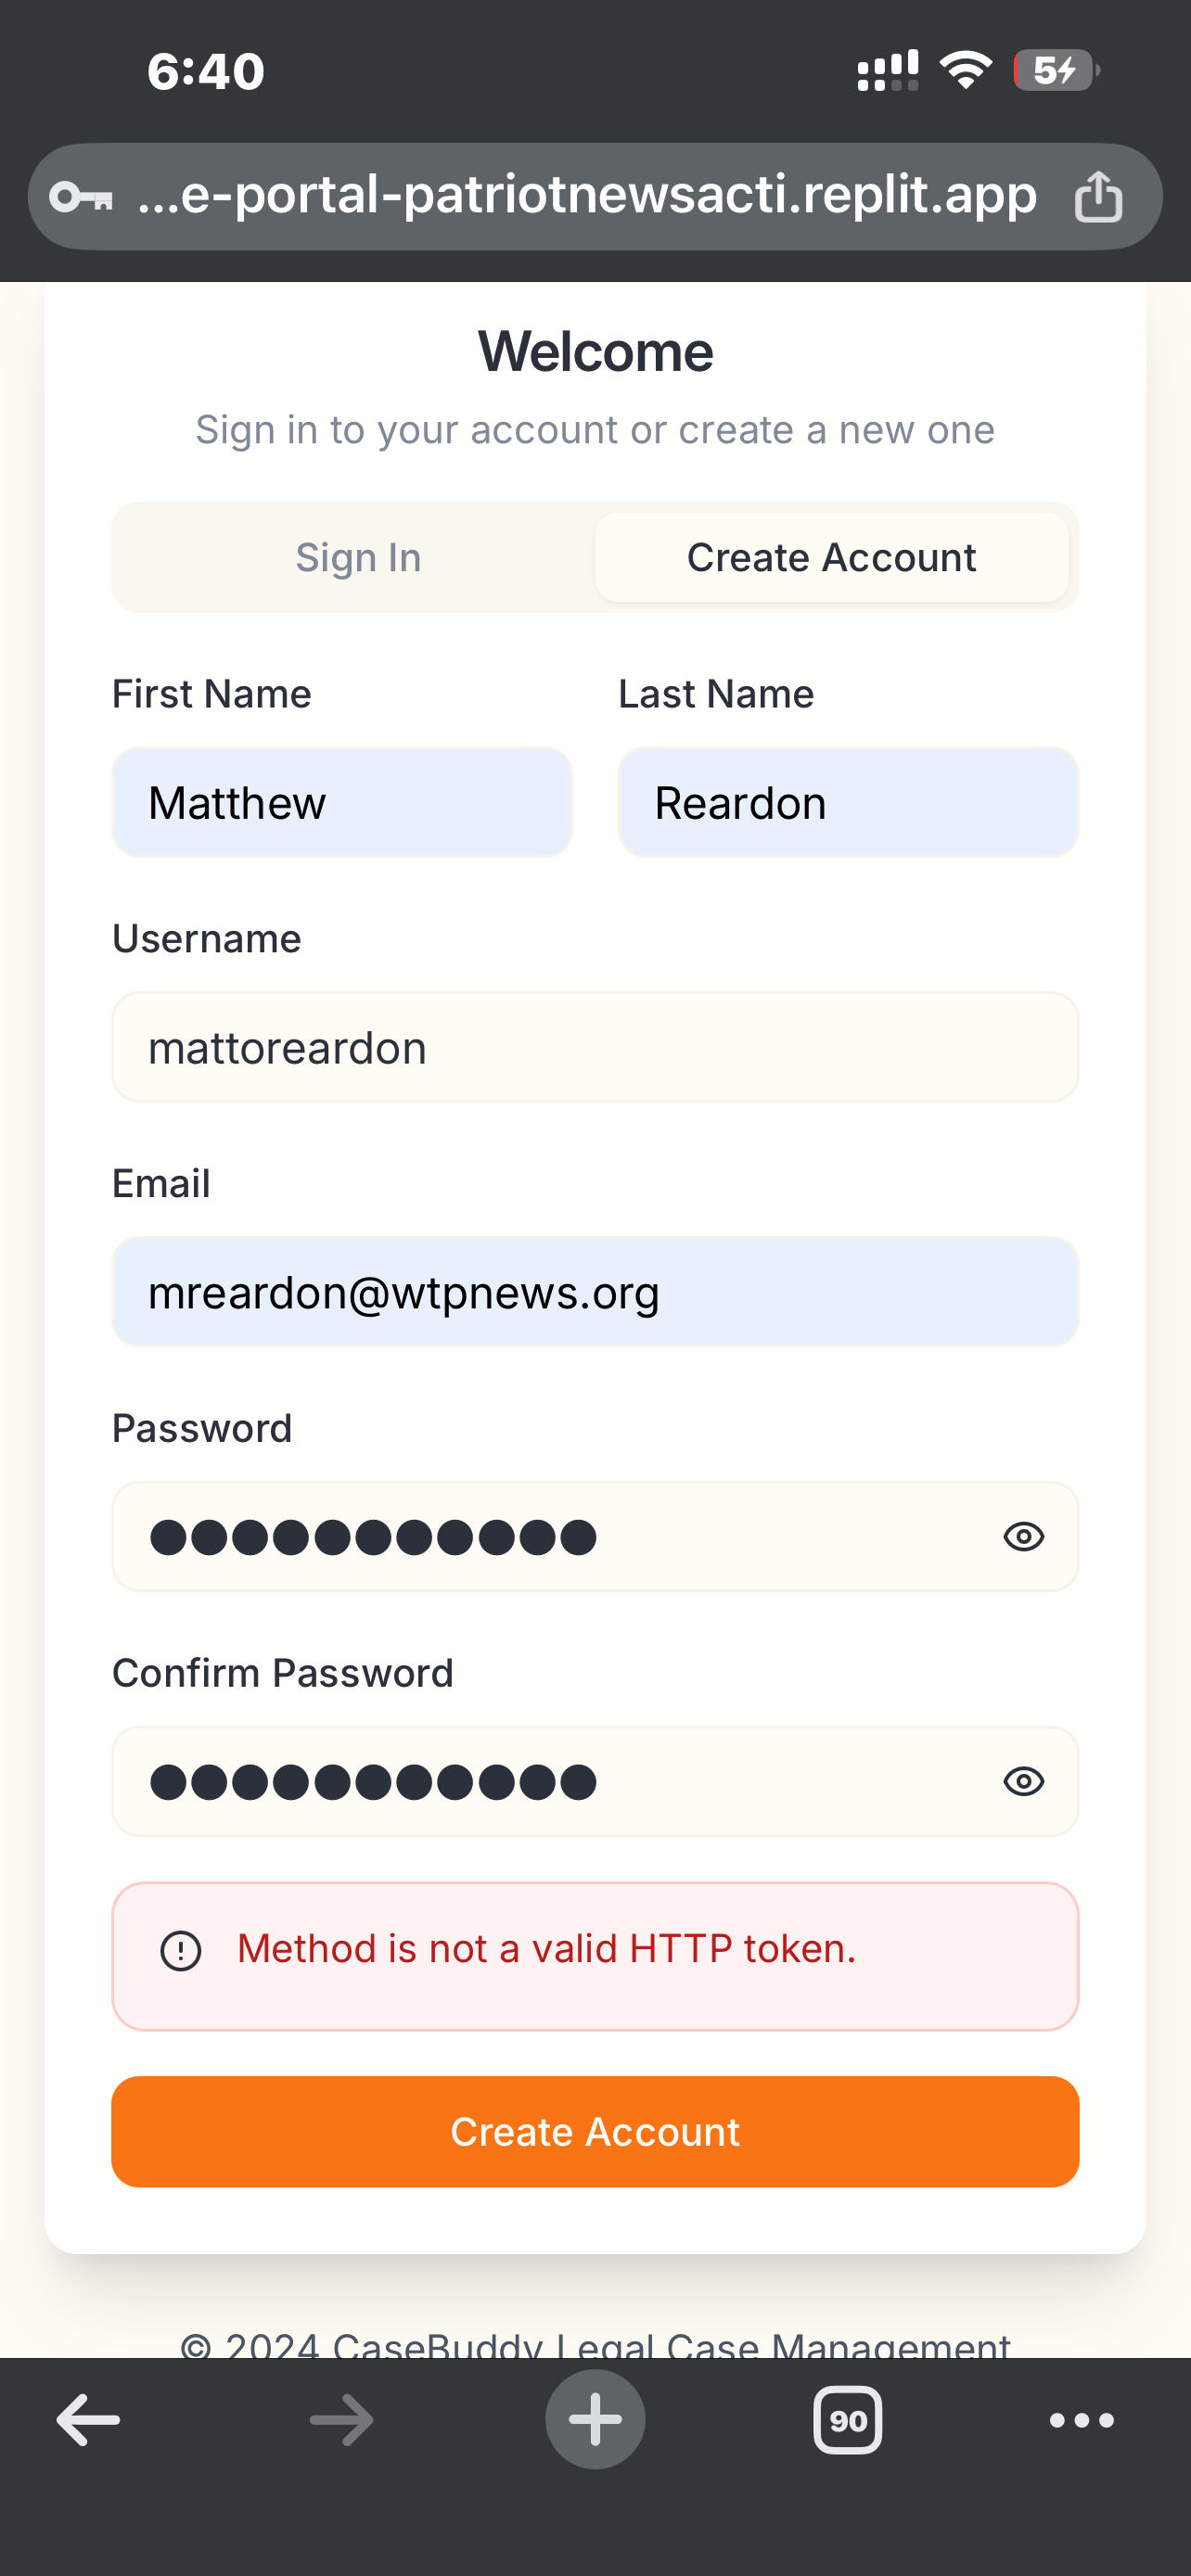 6:40
5
...e-portal-patriotnewsacti.replit.app
Welcome
Sign in to your account or create a new one
Sign In
Create Account
First Name
Last Name
Matthew
Reardon
Username
mattoreardon
Email
mreardon@wtpnews.org
Password
Confirm Password
Method is not a valid HTTP token.
Create Account
© 2024 CaseBuddy Legal Case Management
90